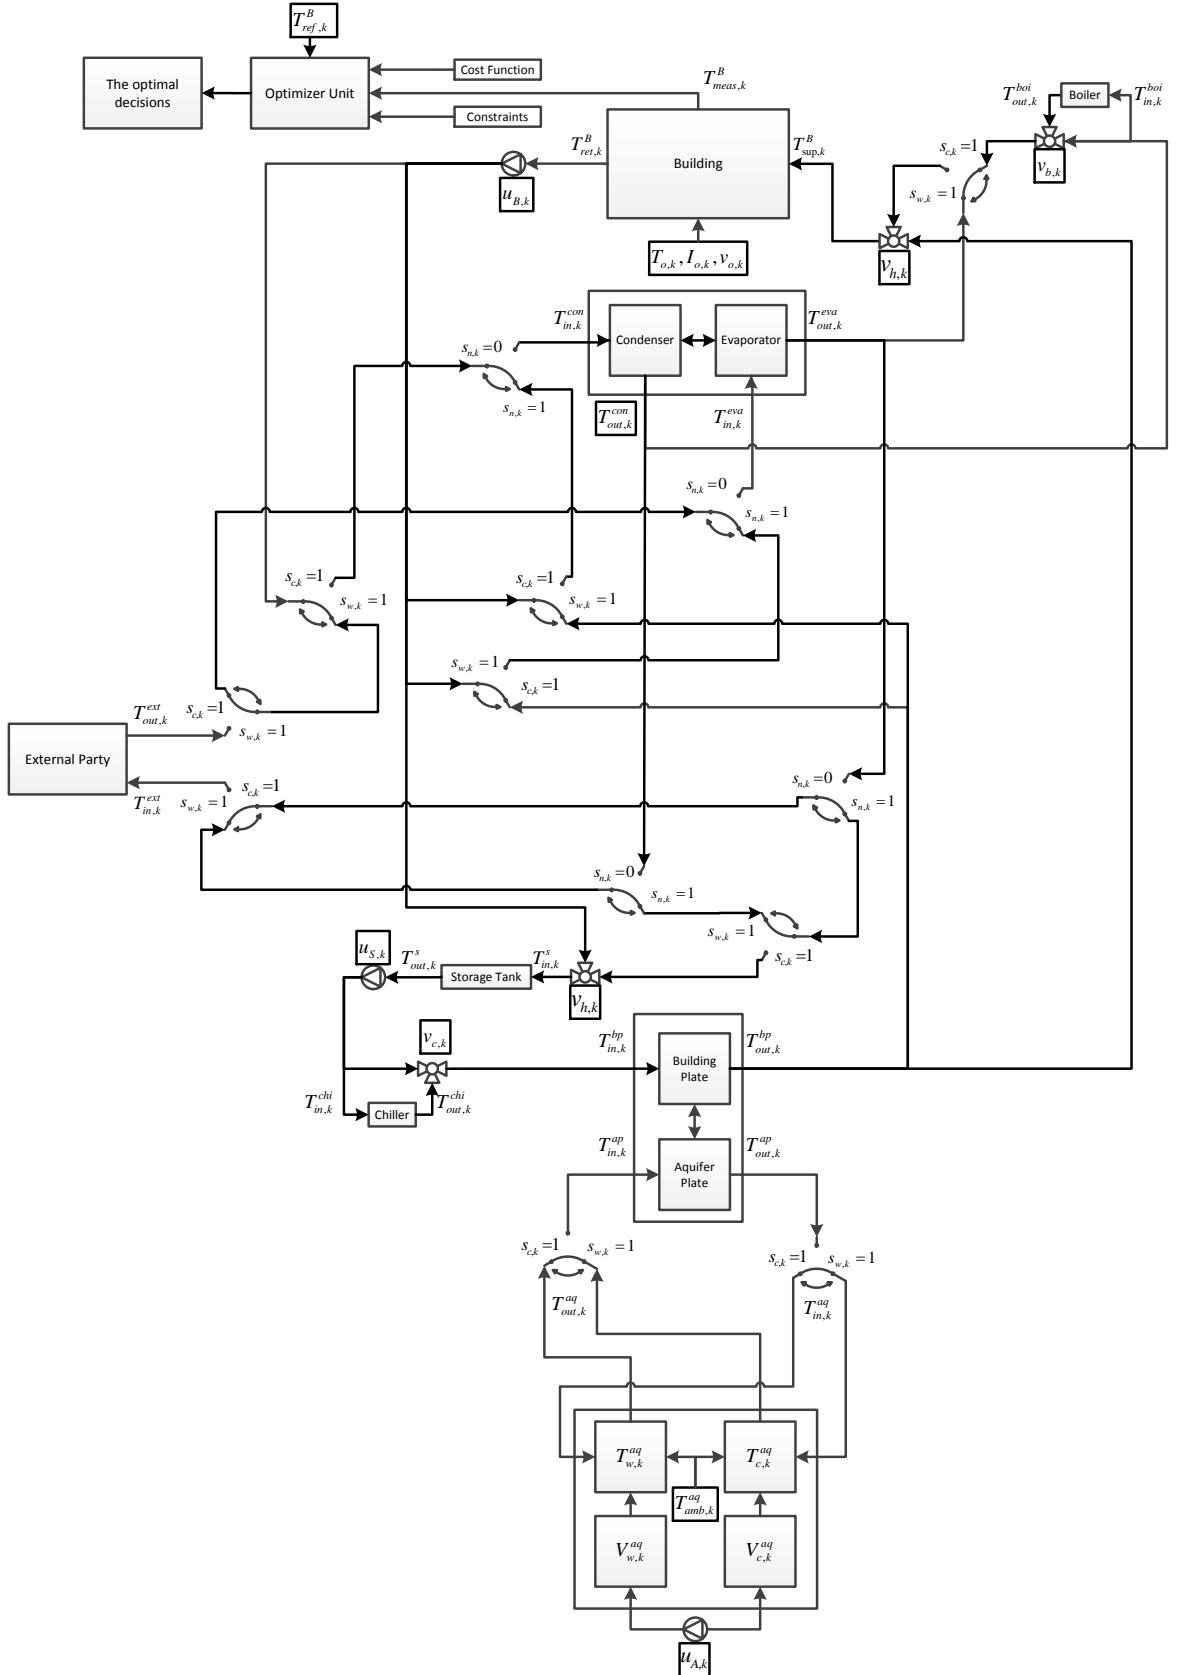 T^B_{ref,k}
The optimal decisions
Optimizer Unit
Cost Function
Constraints
T^B_{meas,k}
T^B_{ret,k}
Building
T^B_{sup,k}
u_{B,k}
T_{o,k}, I_{o,k}, v_{o,k}
T^{boi}_{out,k}
Boiler
T^{boi}_{in,k}
v_{b,k}
s_{c,k}=1
s_{w,k}=1
v_{h,k}
T^{con}_{in,k}
Condenser
Evaporator
T^{eva}_{out,k}
s_{n,k}=0
s_{n,k}=1
T^{con}_{out,k}
T^{eva}_{in,k}
s_{n,k}=0
s_{n,k}=1
s_{c,k}=1
s_{w,k}=1
s_{c,k}=1
s_{w,k}=1
s_{w,k}=1
s_{c,k}=1
s_{c,k}=1
s_{w,k}=1
T^{ext}_{out,k}
External Party
T^{ext}_{in,k}
s_{c,k}=1
s_{w,k}=1
s_{n,k}=0
s_{n,k}=1
s_{n,k}=0
s_{n,k}=1
s_{w,k}=1
s_{c,k}=1
u_{S,k}
T^s_{out,k}
Storage Tank
T^s_{in,k}
v_{h,k}
v_{c,k}
T^{chi}_{in,k}
Chiller
T^{chi}_{out,k}
T^{bp}_{in,k}
Building
Plate
T^{bp}_{out,k}
T^{ap}_{in,k}
Aquifer
Plate
T^{ap}_{out,k}
s_{c,k}=1
s_{w,k}=1
s_{c,k}=1
s_{w,k}=1
T^{aq}_{out,k}
T^{aq}_{in,k}
T^{aq}_{w,k}
T^{aq}_{c,k}
T^{aq}_{amb,k}
V^{aq}_{w,k}
V^{aq}_{c,k}
u_{A,k}